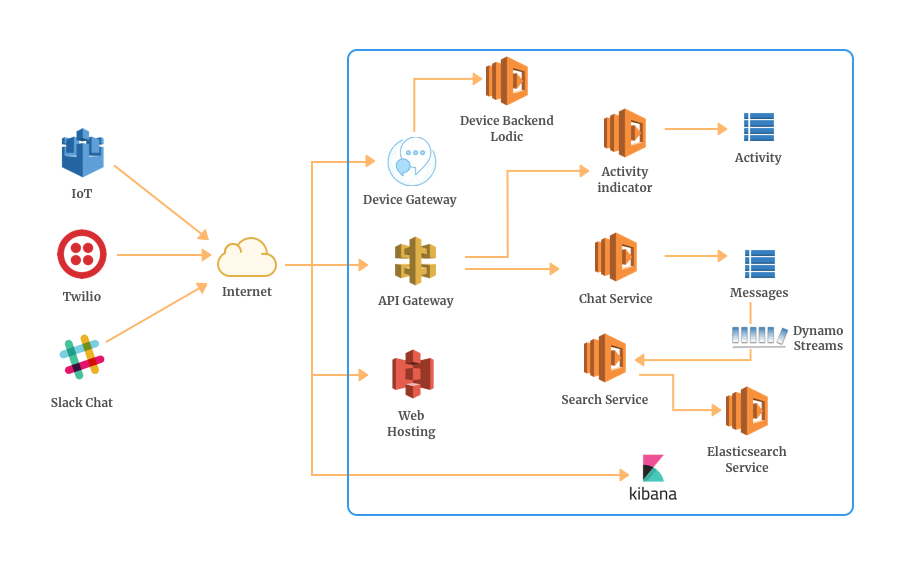 Device Backend
Lodic
IoT
Device Gateway
Activity
indicator
Activity
Twilio
Internet
API Gateway
Chat Service
Messages
Dynamo
Streams
Slack Chat
Web
Hosting
Search Service
Elasticsearch
Service
kibana